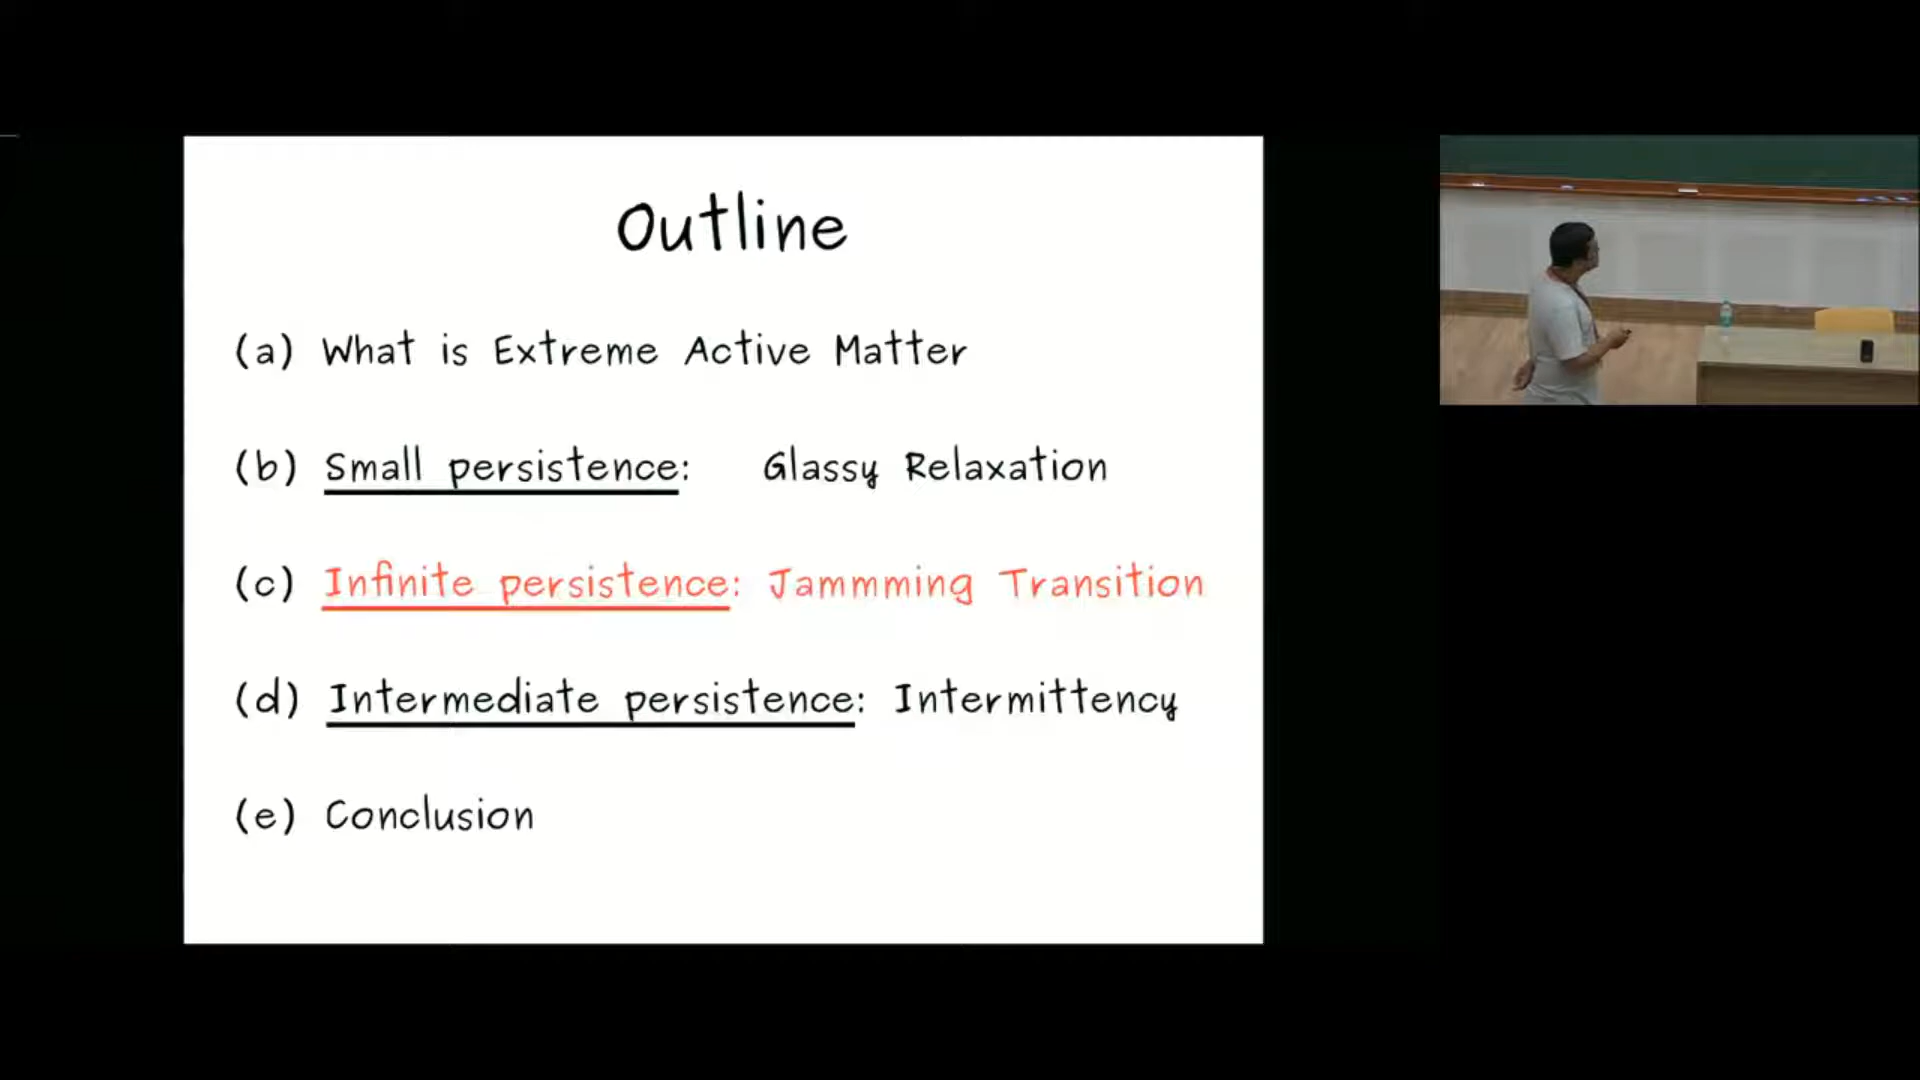 Outline
(a) What is Extreme Active Matter
(b) Small persistence: Glassy Relaxation
(c) Infinite persistence: Jammming Transition
(d) Intermediate persistence: Intermittency
(e) Conclusion